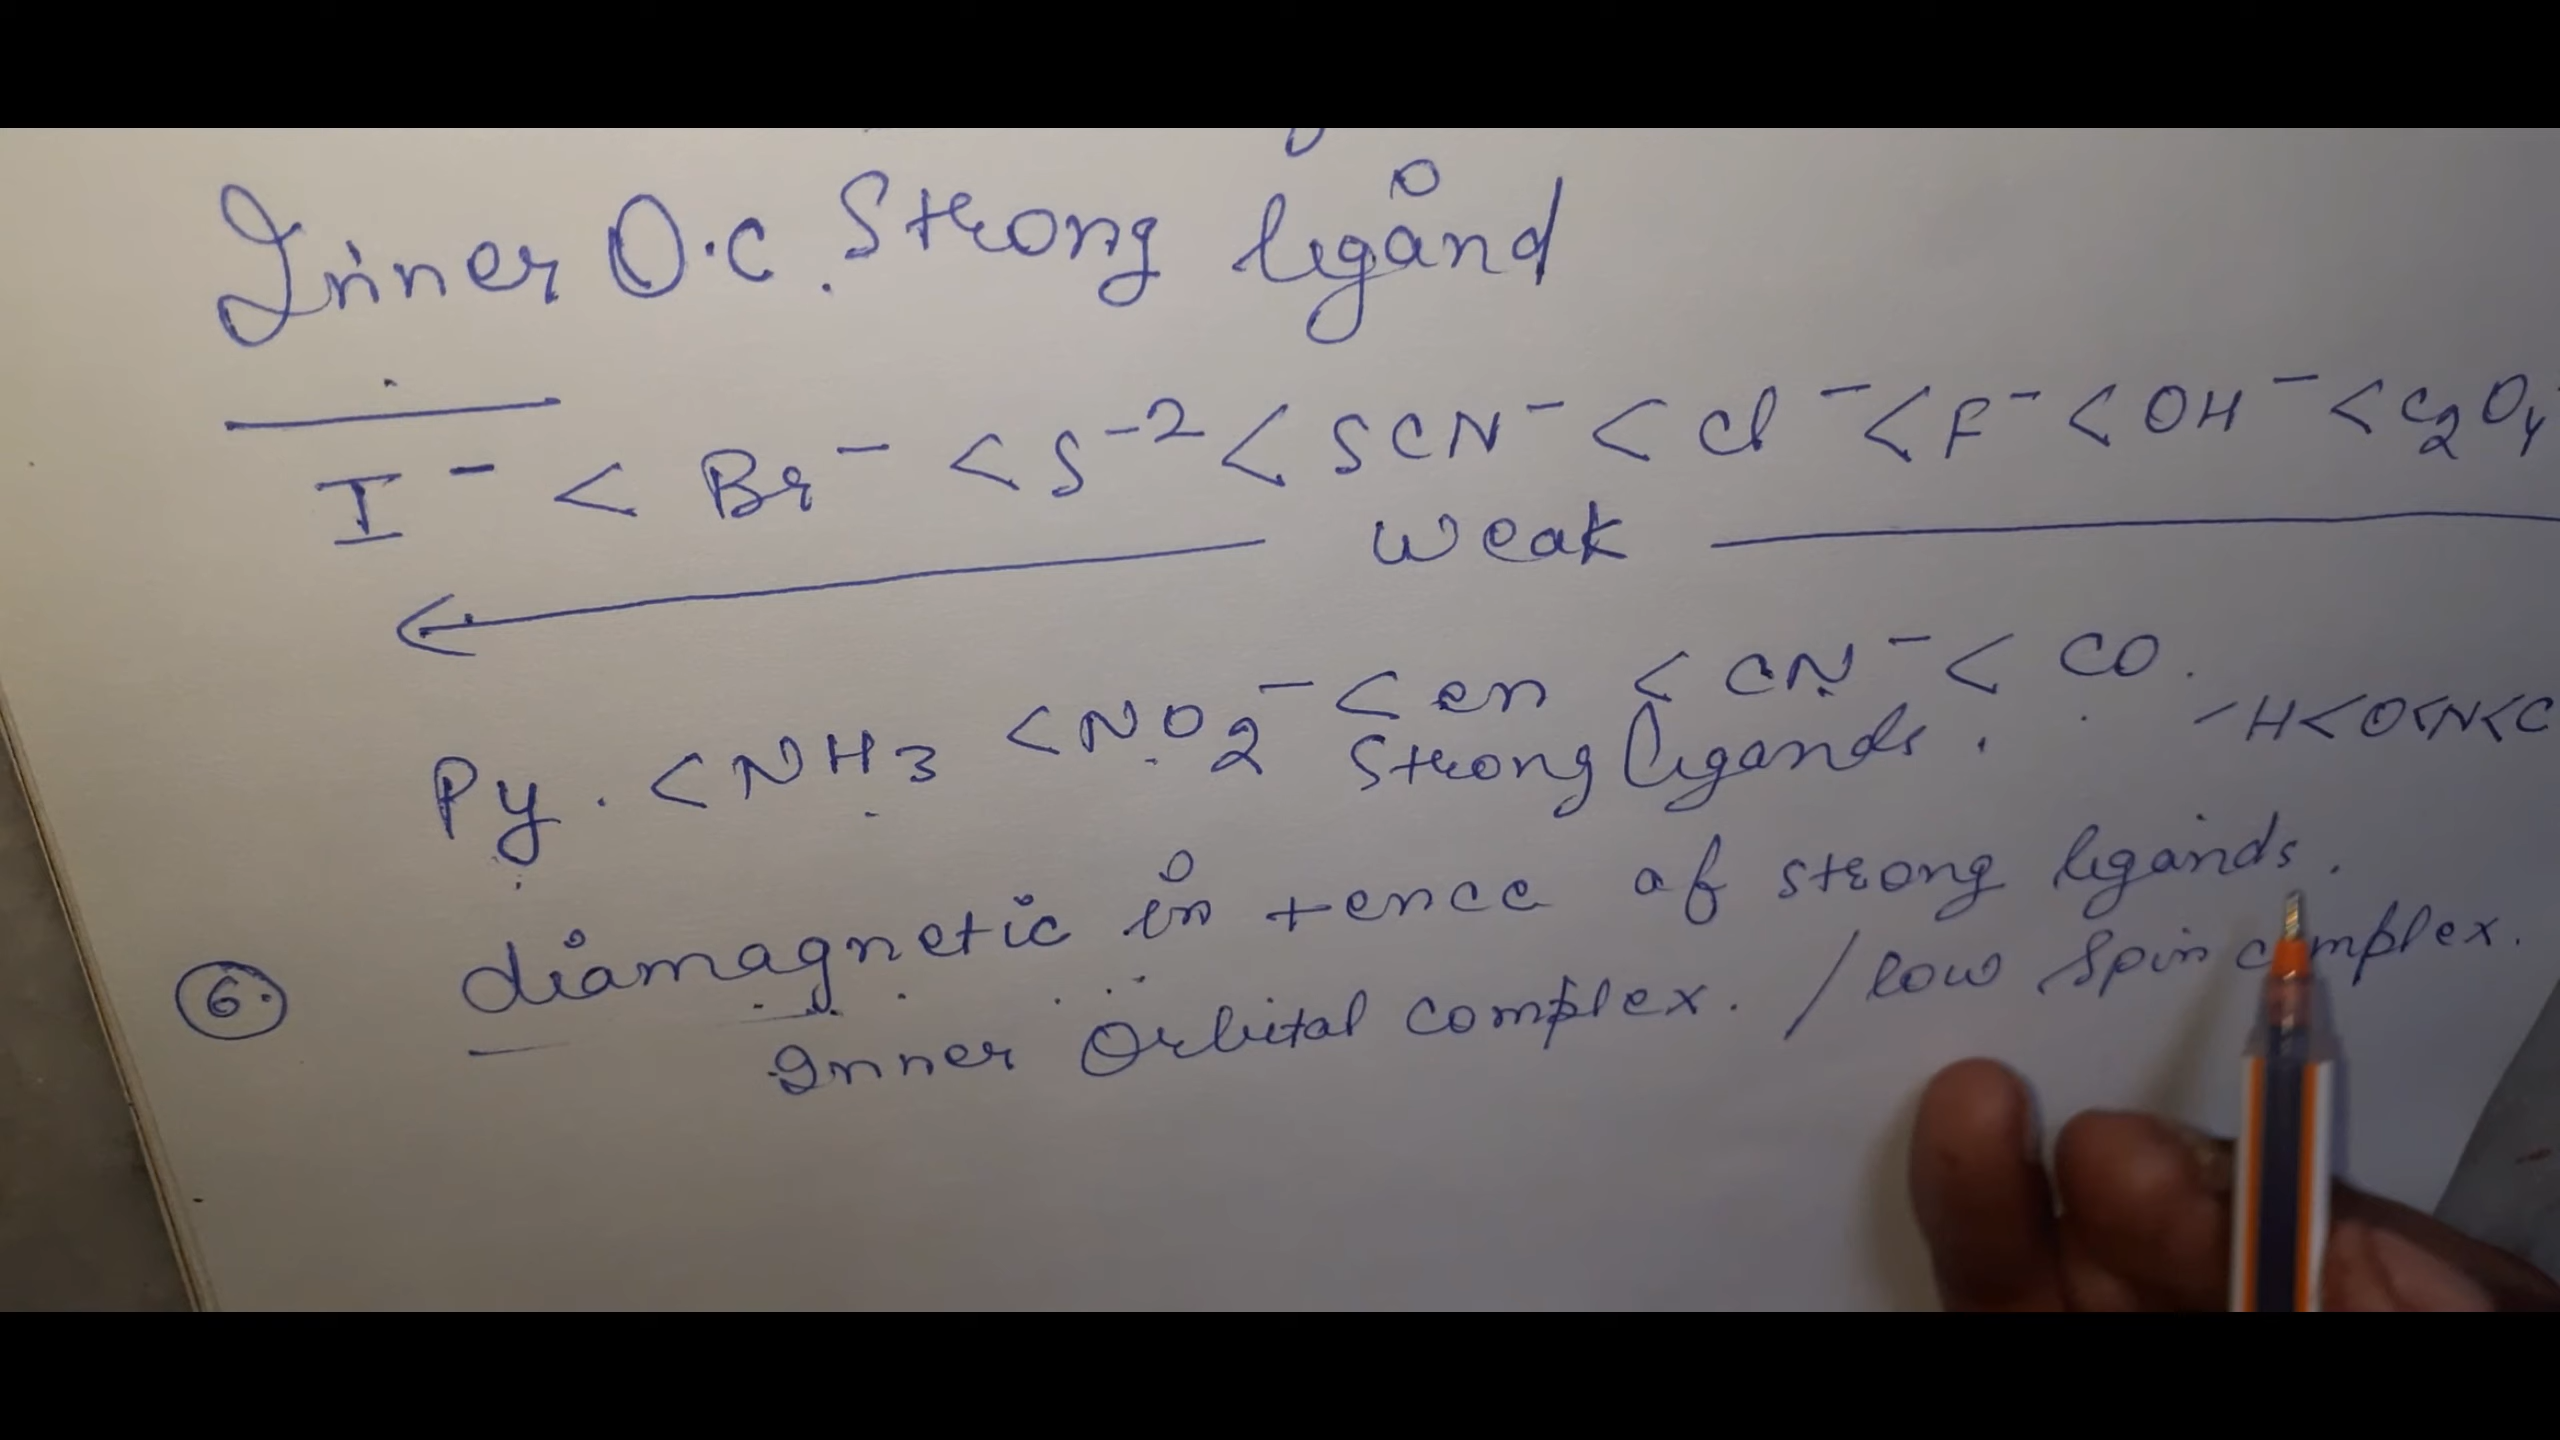 Inner O.C. Strong ligand
I⁻ < Br⁻ < S⁻² < SCN⁻ < Cl⁻ < F⁻ < OH⁻ < C₂O₄
weak
Py. < NH₃ < NO₂⁻ < en < CN⁻ < CO.
Strong ligands.
-H<O<N<C
6. diamagnetic in +ence of strong ligands.
Inner Orbital complex. / low spin complex.